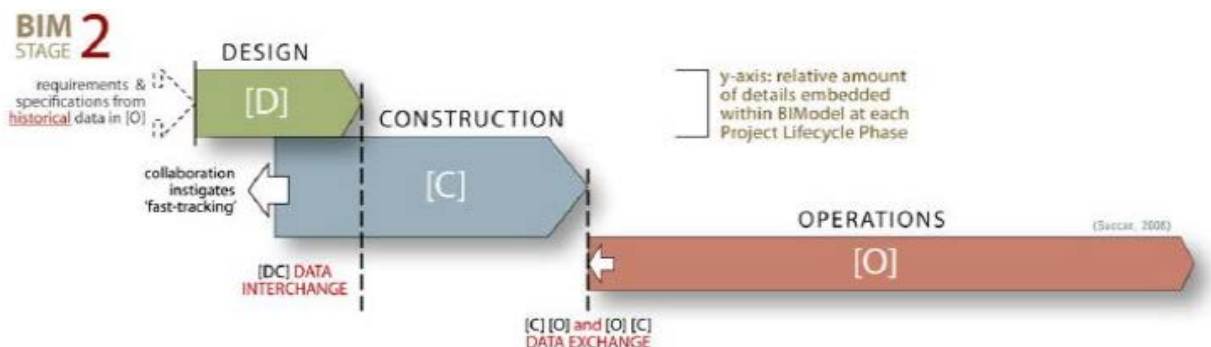 BIM
STAGE 2
DESIGN
requirements &
specifications from
historical data in [O]
[D]
y-axis: relative amount
of details embedded
within BIModel at each
Project Lifecycle Phase
CONSTRUCTION
collaboration
instigates
'fast-tracking'
[C]
OPERATIONS
(Succar, 2008)
[O]
[DC] DATA
INTERCHANGE
[C] [O] and [O] [C]
DATA EXCHANGE